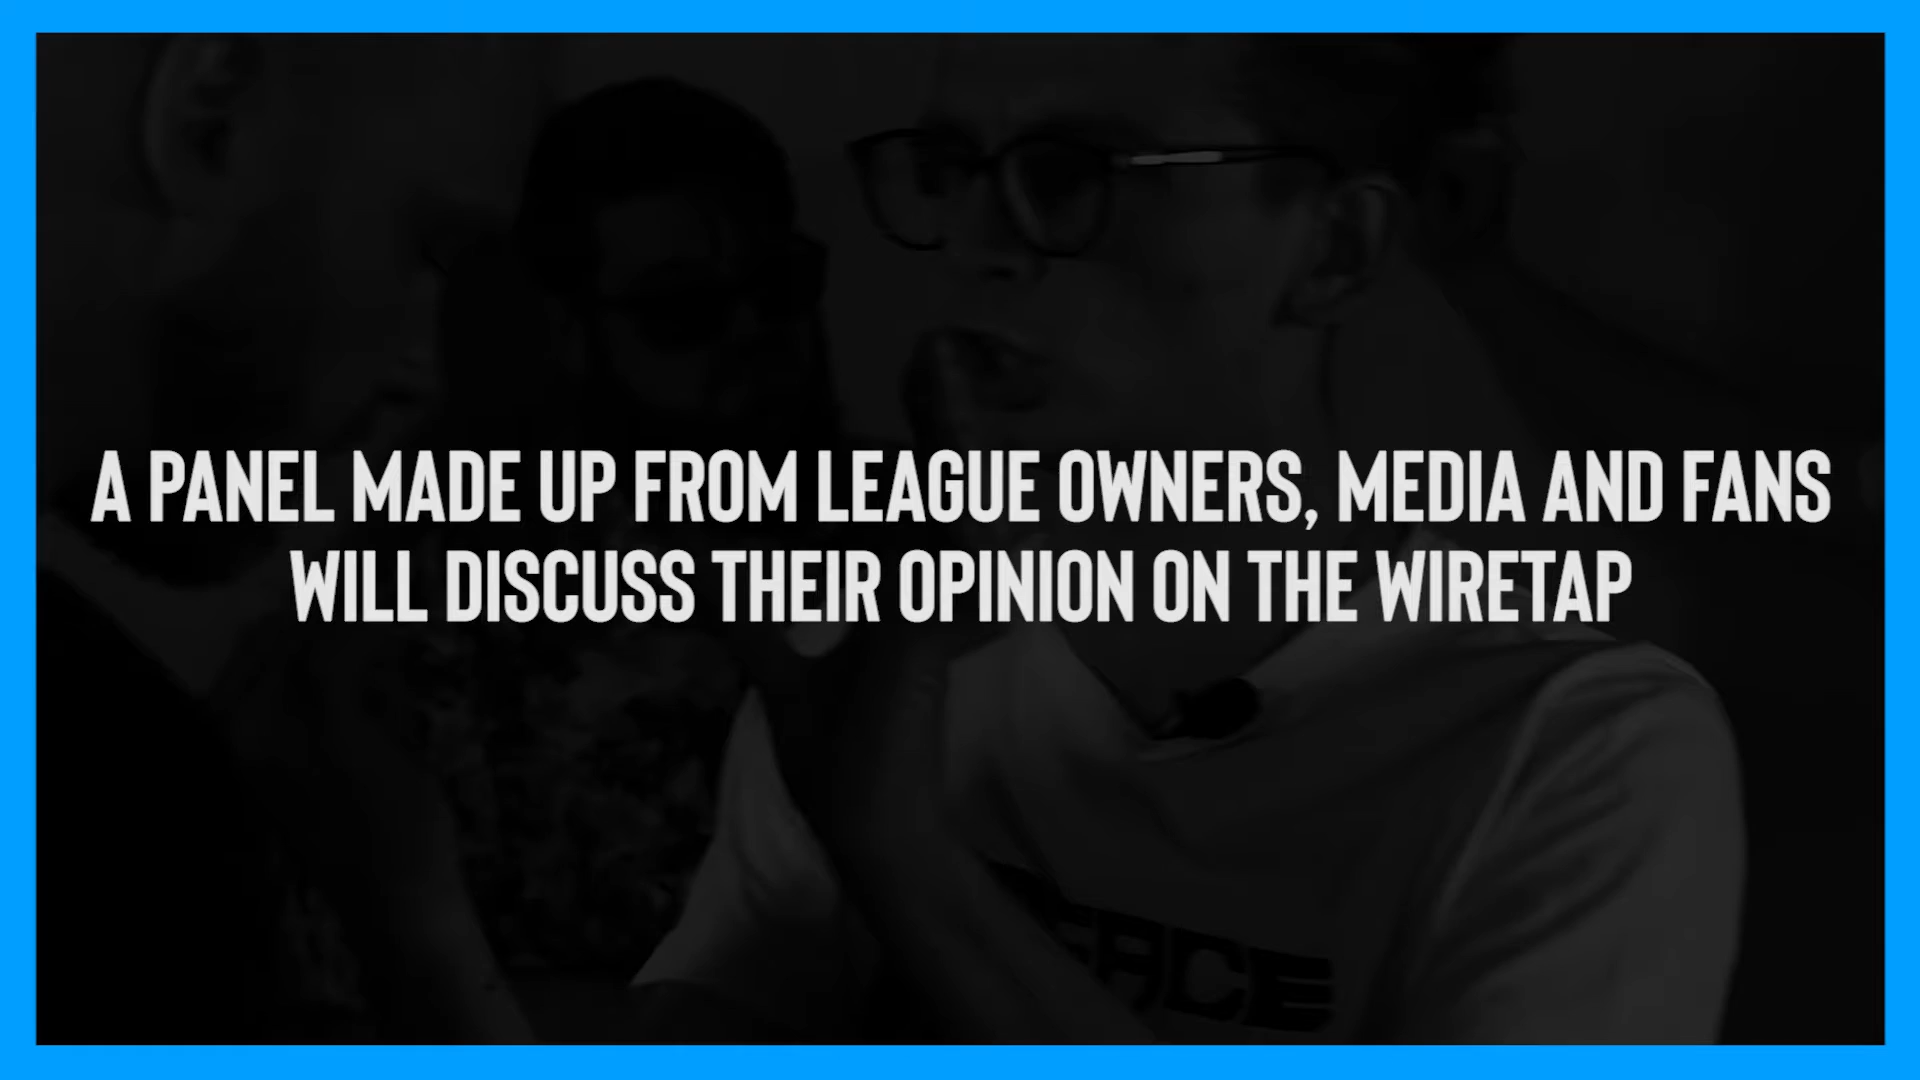 A PANEL MADE UP FROM LEAGUE OWNERS, MEDIA AND FANS
WILL DISCUSS THEIR OPINION ON THE WIRETAP